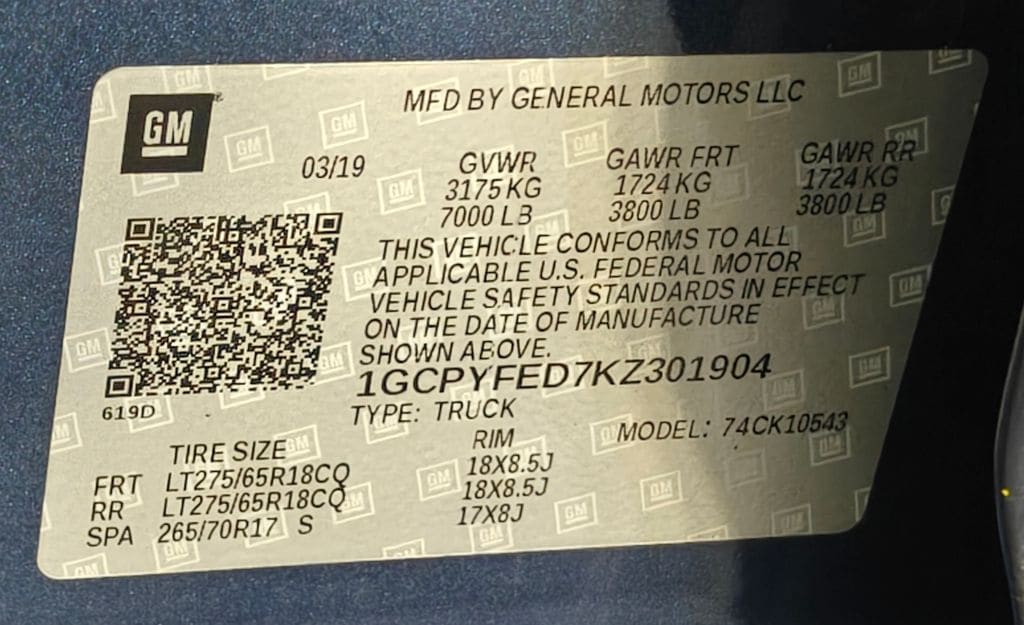 GM
MFD BY GENERAL MOTORS LLC
03/19
GVWR GAWR FRT GAWR RR
3175 KG 1724 KG 1724 KG
7000 LB 3800 LB 3800 LB
THIS VEHICLE CONFORMS TO ALL
APPLICABLE U.S. FEDERAL MOTOR
VEHICLE SAFETY STANDARDS IN EFFECT
ON THE DATE OF MANUFACTURE
SHOWN ABOVE.
1GCPYFED7KZ301904
619D
TYPE: TRUCK
MODEL: 74CK10543
TIRE SIZE RIM
FRT LT275/65R18CQ 18X8.5J
RR LT275/65R18CQ 18X8.5J
SPA 265/70R17 S 17X8J